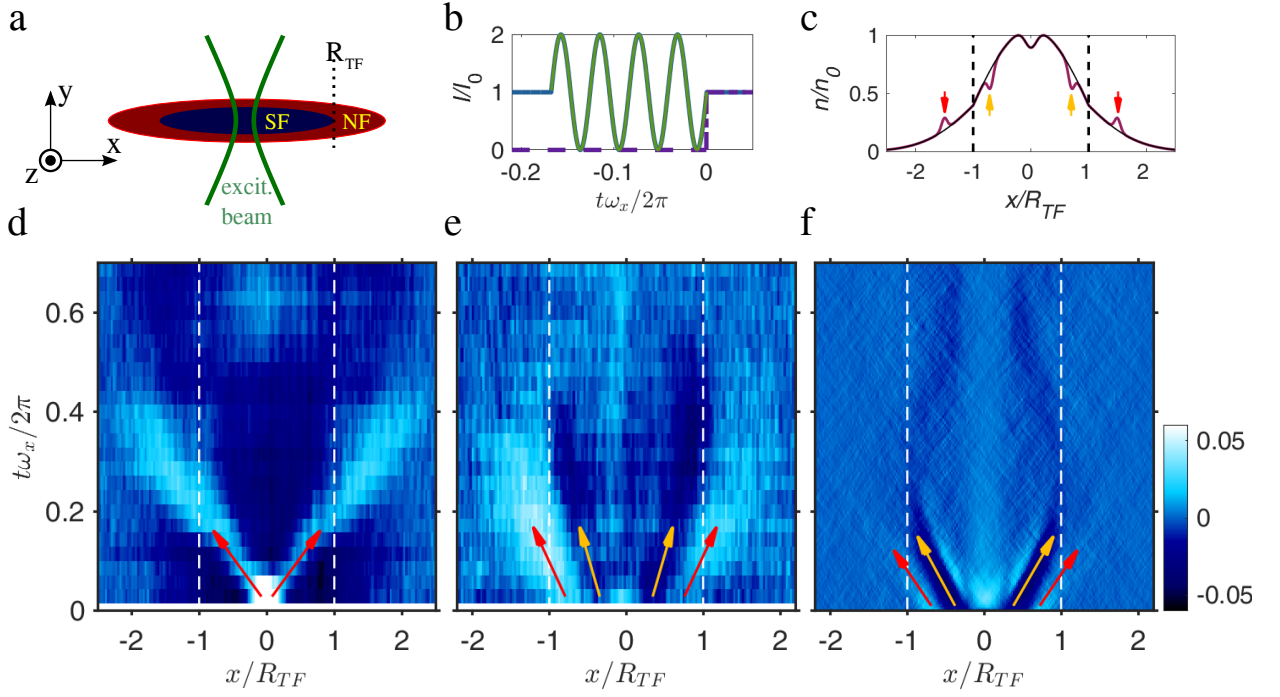 a
b
c
R_TF
y
SF
NF
x
z
excit.
beam
I/I_0
2
1
0
-0.2
-0.1
0
tω_x/2π
n/n_0
1
0.5
0
-2
-1
0
1
2
x/R_TF
d
e
f
tω_x/2π
0.6
0.4
0.2
0
-2
-1
0
1
2
x/R_TF
-2
-1
0
1
2
x/R_TF
-2
-1
0
1
2
x/R_TF
0.05
0
-0.05